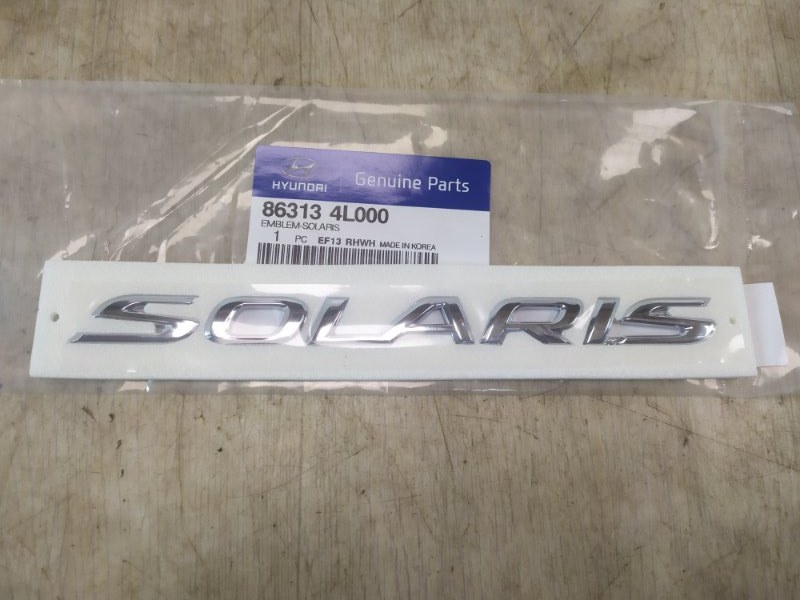 HYUNDAI Genuine Parts
86313 4L000
EMBLEM-SOLARIS
1 PC EF13 RHWH MADE IN KOREA
SOLARIS